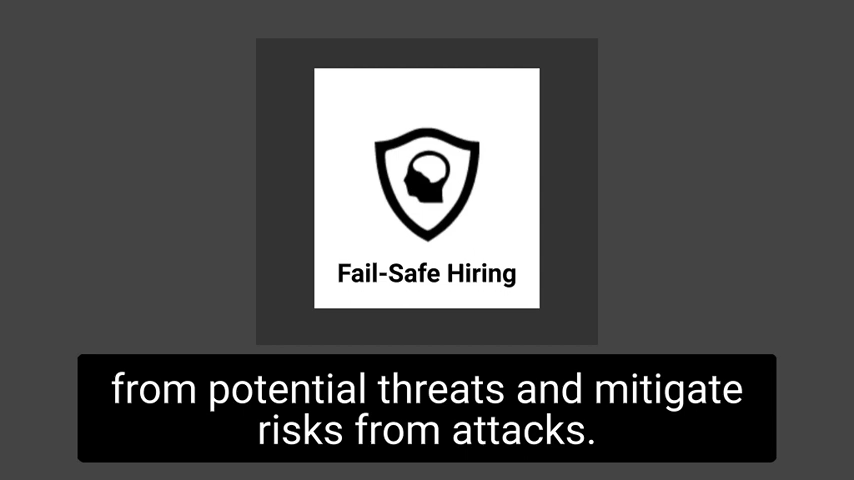 Fail-Safe Hiring
from potential threats and mitigate
risks from attacks.